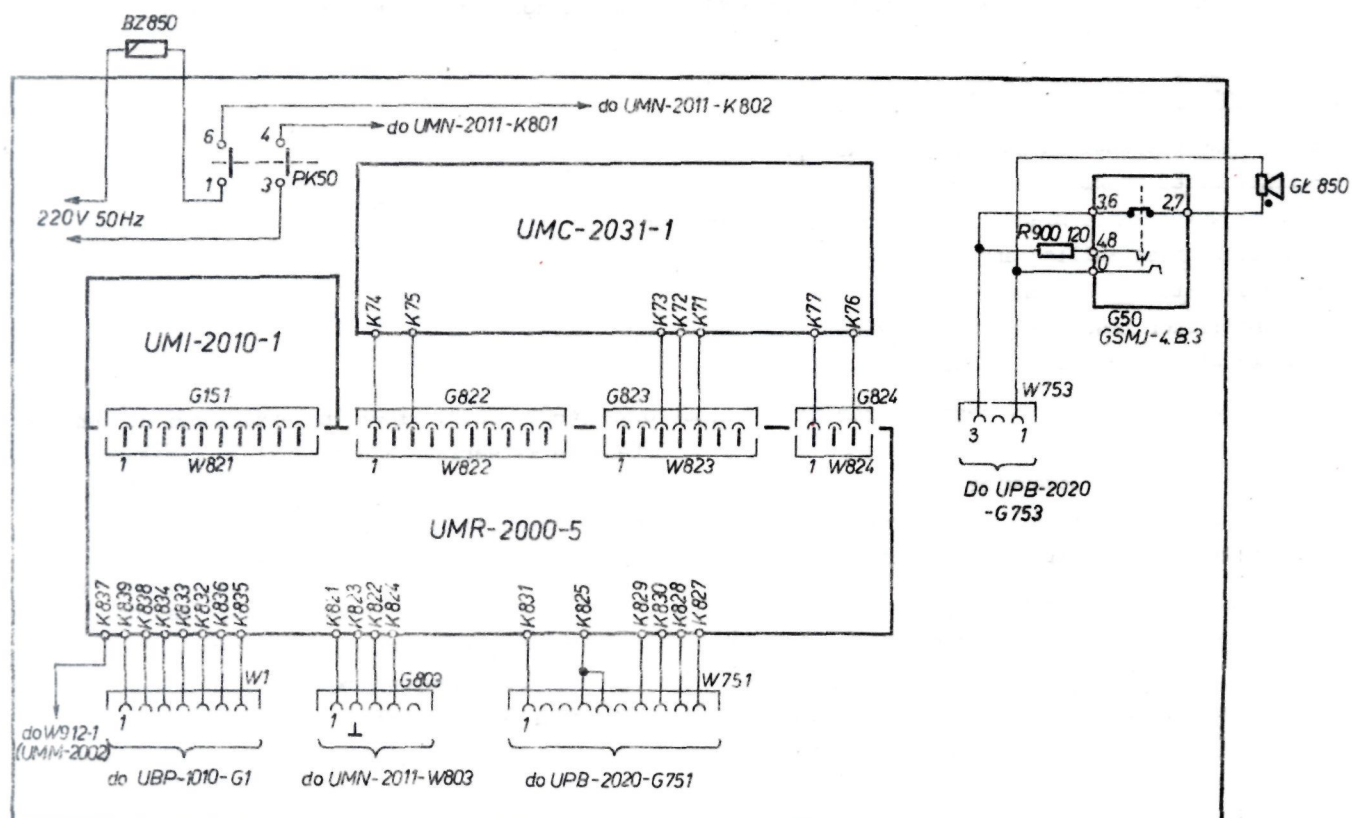 BZ850
do UMN-2011-K802
6 4
do UMN-2011-K801
1 3 PK50
220V 50Hz
GŁ 850
3,6 2,7
R900 120 4,8
0
G50
GSMJ-4.B.3
UMC-2031-1
K74 K75 K73 K72 K71 K77 K76
UMI-2010-1
G151 G822 G823 G824
1 W821 1 W822 1 W823 1 W824
W753
3 1
Do UPB-2020
-G753
UMR-2000-5
K837 K839 K838 K834 K833 K832 K836 K835 K821 K823 K822 K824 K831 K825 K829 K830 K828 K827
W1 G803 W751
1 1 1
do W912-1
(UMM-2002)
do UBP-1010-G1 do UMN-2011-W803 do UPB-2020-G751